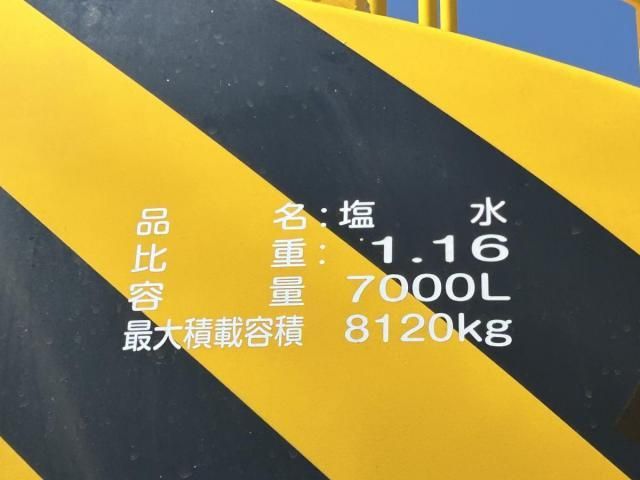 品名:塩水
比重:1.16
容量 7000L
最大積載容積 8120kg